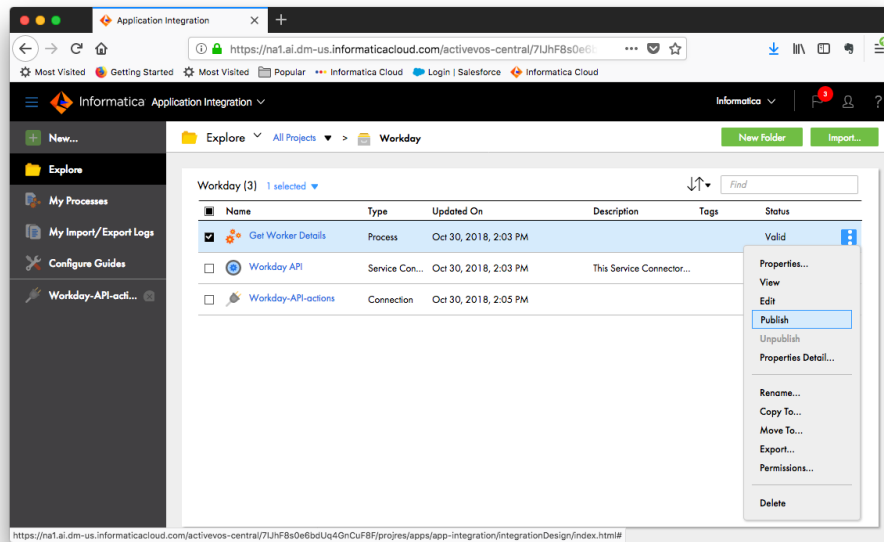 Application Integration
https://na1.ai.dm-us.informaticacloud.com/activevos-central/7IJhF8s0e6b
Most Visited Getting Started Most Visited Popular Informatica Cloud Login | Salesforce Informatica Cloud
Informatica Application Integration Informatica 3 ?
New... Explore All Projects > Workday New Folder Import...
Explore
My Processes
My Import/Export Logs
Configure Guides
Workday-API-acti...
Workday (3) 1 selected Find
Name Type Updated On Description Tags Status
Get Worker Details Process Oct 30, 2018, 2:03 PM Valid
Workday API Service Con... Oct 30, 2018, 2:03 PM This Service Connector...
Workday-API-actions Connection Oct 30, 2018, 2:05 PM
Properties...
View
Edit
Publish
Unpublish
Properties Detail...
Rename...
Copy To...
Move To...
Export...
Permissions...
Delete
https://na1.ai.dm-us.informaticacloud.com/activevos-central/7IJhF8s0e6bdUq4GnCuF8F/projres/apps/app-integration/integrationDesign/index.html#